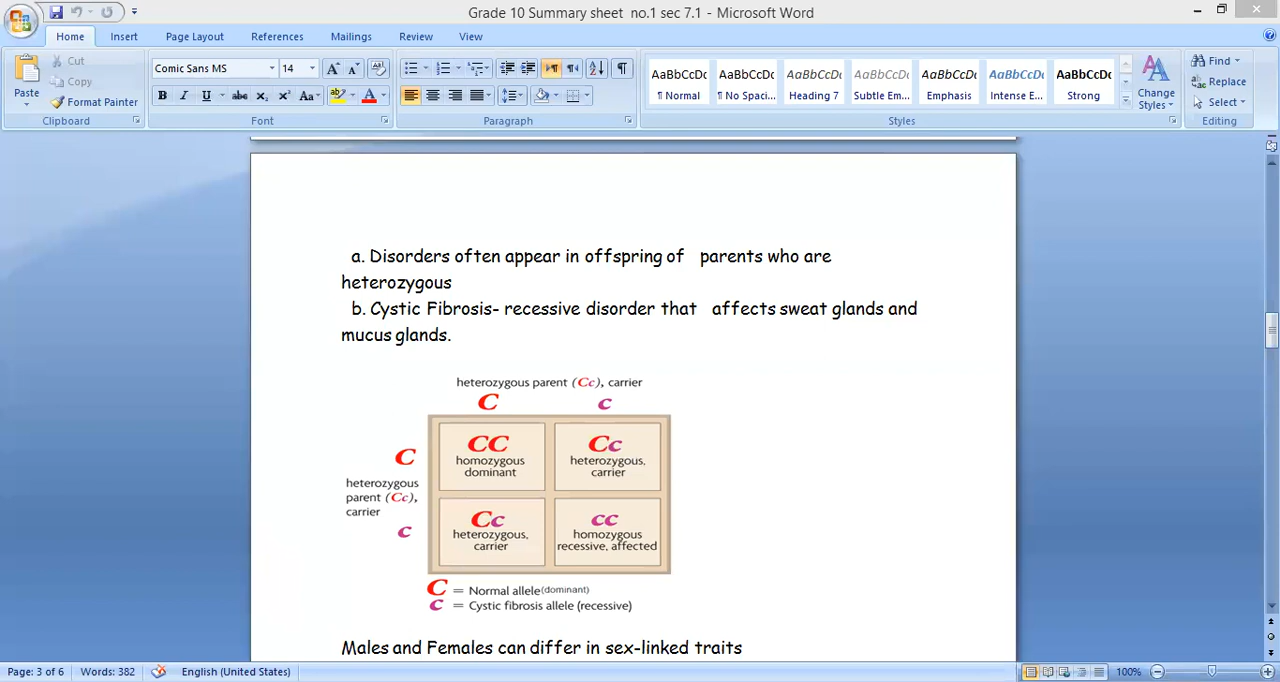 Grade 10 Summary sheet no.1 sec 7.1 - Microsoft Word
Home Insert Page Layout References Mailings Review View
Paste
Cut
Copy
Format Painter
Clipboard
Comic Sans MS 14
Font
Paragraph
AaBbCcDc AaBbCcDc AaBbCcDc AaBbCcDc AaBbCcDc AaBbCcDc AaBbCcDc
¶ Normal ¶ No Spaci... Heading 7 Subtle Em... Emphasis Intense E... Strong
Change Styles
Styles
Find
Replace
Select
Editing
a. Disorders often appear in offspring of parents who are
heterozygous
b. Cystic Fibrosis- recessive disorder that affects sweat glands and
mucus glands.
heterozygous parent (Cc), carrier
C c
C
heterozygous
parent (Cc),
carrier
c
CC
homozygous
dominant
Cc
heterozygous,
carrier
Cc
heterozygous,
carrier
cc
homozygous
recessive, affected
C = Normal allele(dominant)
c = Cystic fibrosis allele (recessive)
Males and Females can differ in sex-linked traits
Page: 3 of 6 Words: 382 English (United States) 100%